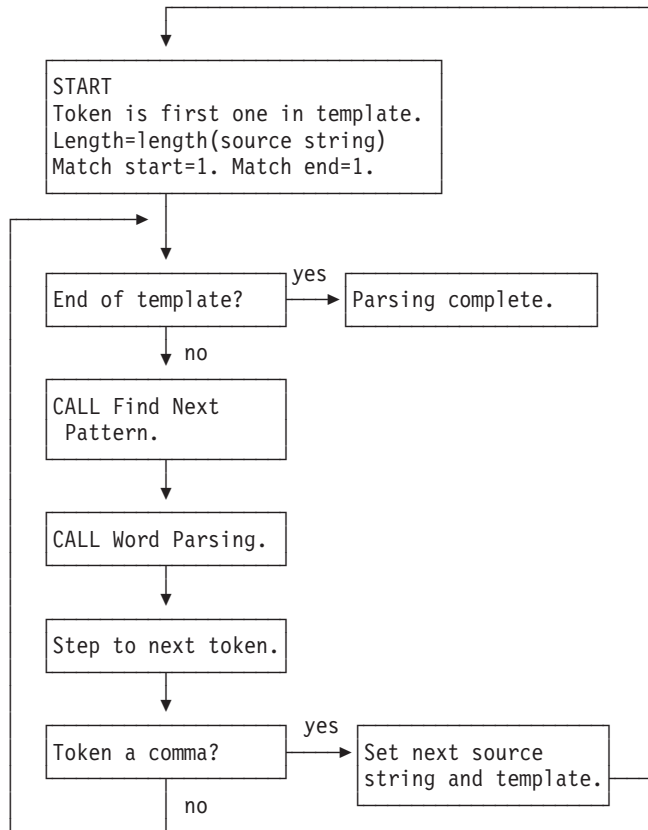 START
Token is first one in template.
Length=length(source string)
Match start=1. Match end=1.
yes
End of template?
Parsing complete.
no
CALL Find Next
Pattern.
CALL Word Parsing.
Step to next token.
yes
Token a comma?
Set next source
string and template.
no